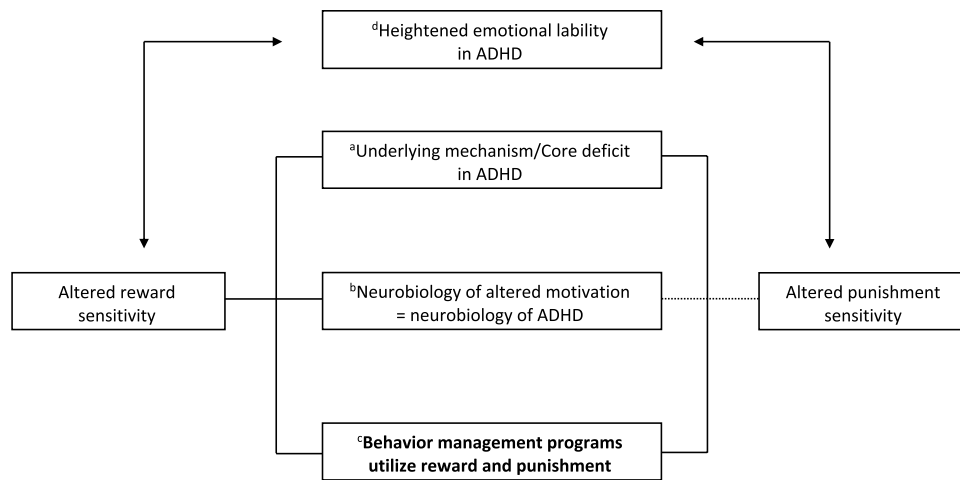 dHeightened emotional lability
in ADHD
aUnderlying mechanism/Core deficit
in ADHD
Altered reward
sensitivity
bNeurobiology of altered motivation
= neurobiology of ADHD
Altered punishment
sensitivity
cBehavior management programs
utilize reward and punishment